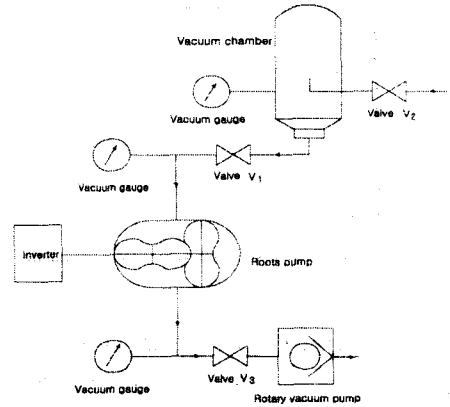 Vacuum chamber
Vacuum gauge
Valve V2
Vacuum gauge
Valve V1
Inverter
Roots pump
Vacuum gauge
Valve V3
Rotary vacuum pump